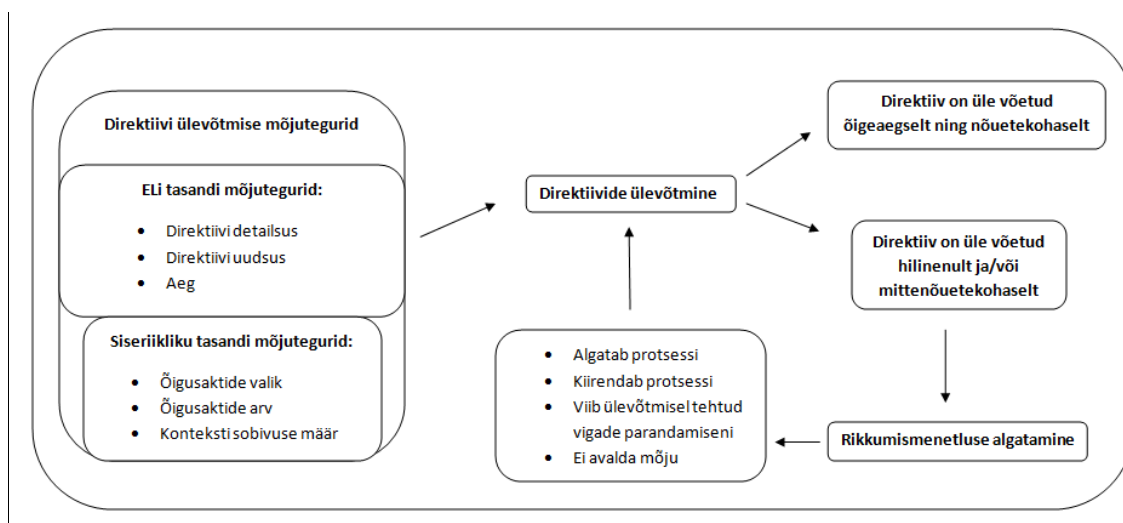 Direktiivi ülevõtmise mõjutegurid
ELi tasandi mõjutegurid:
• Direktiivi detailsus
• Direktiivi uudsus
• Aeg
Siseriikliku tasandi mõjutegurid:
• Õigusaktide valik
• Õigusaktide arv
• Konteksti sobivuse määr
Direktiivide ülevõtmine
Direktiiv on üle võetud
õigeaegselt ning nõuetekohaselt
Direktiiv on üle võetud
hilinenult ja/või
mittenõuetekohaselt
Rikkumismenetluse algatamine
• Algatab protsessi
• Kiirendab protsessi
• Viib ülevõtmisel tehtud
vigade parandamiseni
• Ei avalda mõju